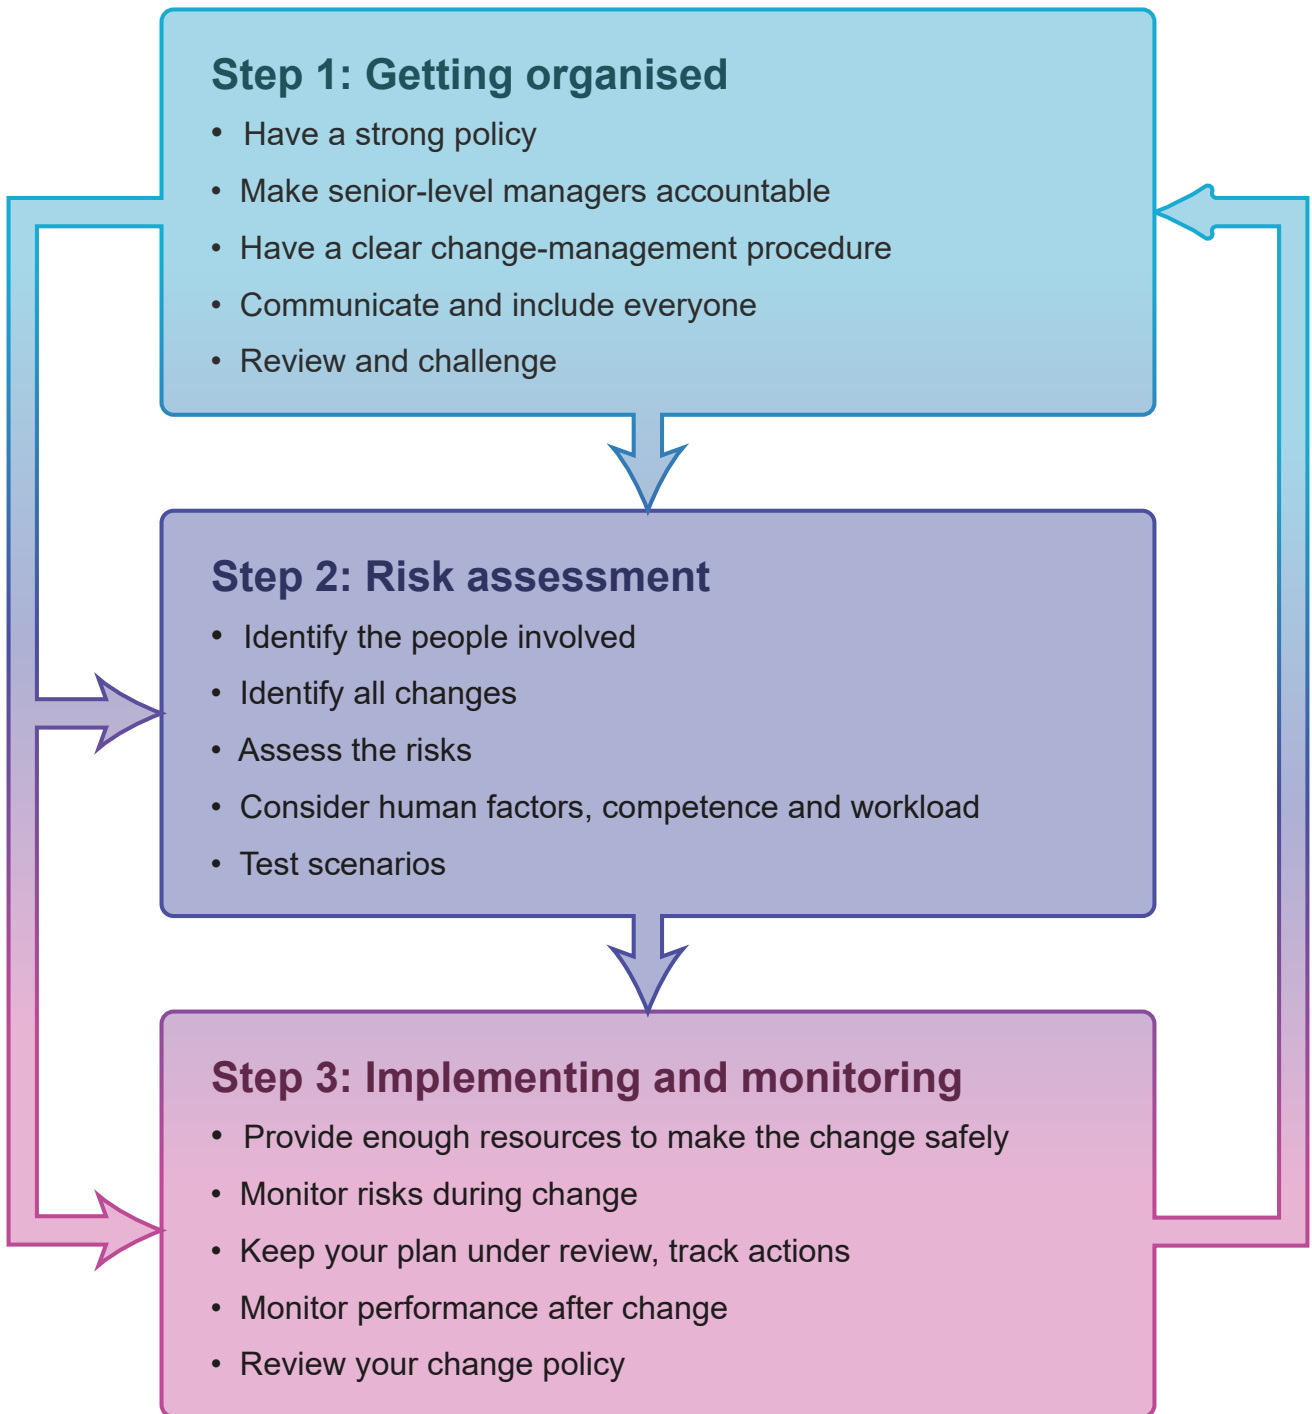 Step 1: Getting organised
• Have a strong policy
• Make senior-level managers accountable
• Have a clear change-management procedure
• Communicate and include everyone
• Review and challenge
Step 2: Risk assessment
• Identify the people involved
• Identify all changes
• Assess the risks
• Consider human factors, competence and workload
• Test scenarios
Step 3: Implementing and monitoring
• Provide enough resources to make the change safely
• Monitor risks during change
• Keep your plan under review, track actions
• Monitor performance after change
• Review your change policy